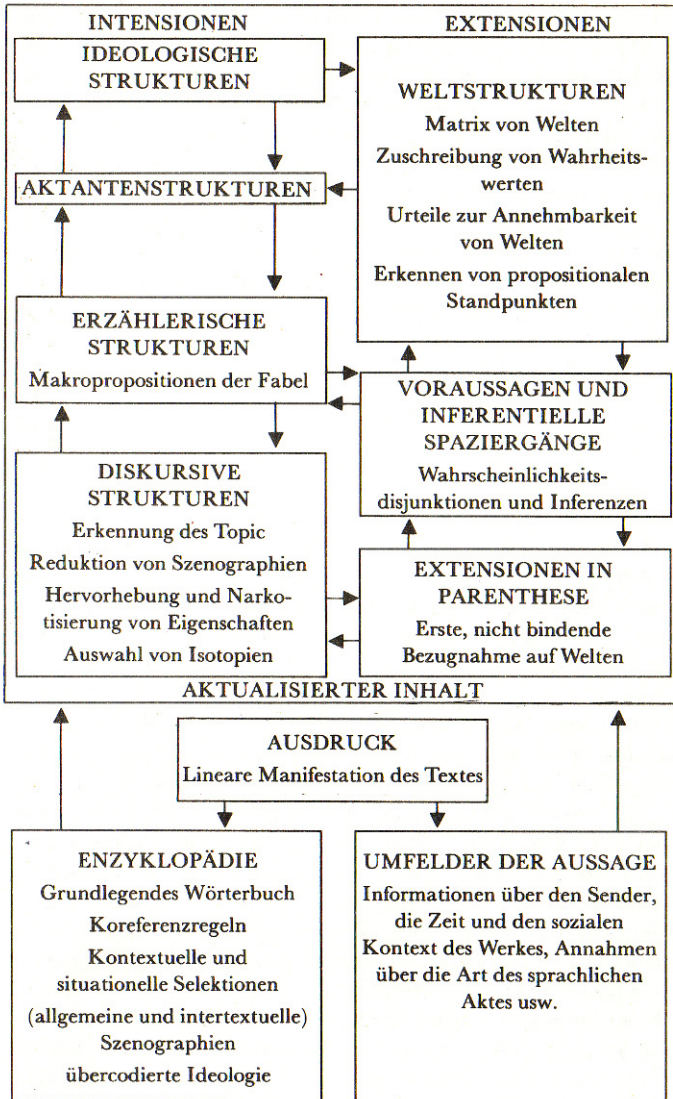 INTENSIONEN
IDEOLOGISCHE
STRUKTUREN
AKTANTENSTRUKTUREN
ERZÄHLERISCHE
STRUKTUREN
Makropropositionen der Fabel
DISKURSIVE
STRUKTUREN
Erkennung des Topic
Reduktion von Szenographien
Hervorhebung und Narko-
tisierung von Eigenschaften
Auswahl von Isotopien
EXTENSIONEN
WELTSTRUKTUREN
Matrix von Welten
Zuschreibung von Wahrheits-
werten
Urteile zur Annehmbarkeit
von Welten
Erkennen von propositionalen
Standpunkten
VORAUSSAGEN UND
INFERENTIELLE
SPAZIERGÄNGE
Wahrscheinlichkeits-
disjunktionen und Inferenzen
EXTENSIONEN IN
PARENTHESE
Erste, nicht bindende
Bezugnahme auf Welten
AKTUALISIERTER INHALT
AUSDRUCK
Lineare Manifestation des Textes
ENZYKLOPÄDIE
Grundlegendes Wörterbuch
Koreferenzregeln
Kontextuelle und
situationelle Selektionen
(allgemeine und intertextuelle)
Szenographien
übercodierte Ideologie
UMFELDER DER AUSSAGE
Informationen über den Sender,
die Zeit und den sozialen
Kontext des Werkes, Annahmen
über die Art des sprachlichen
Aktes usw.